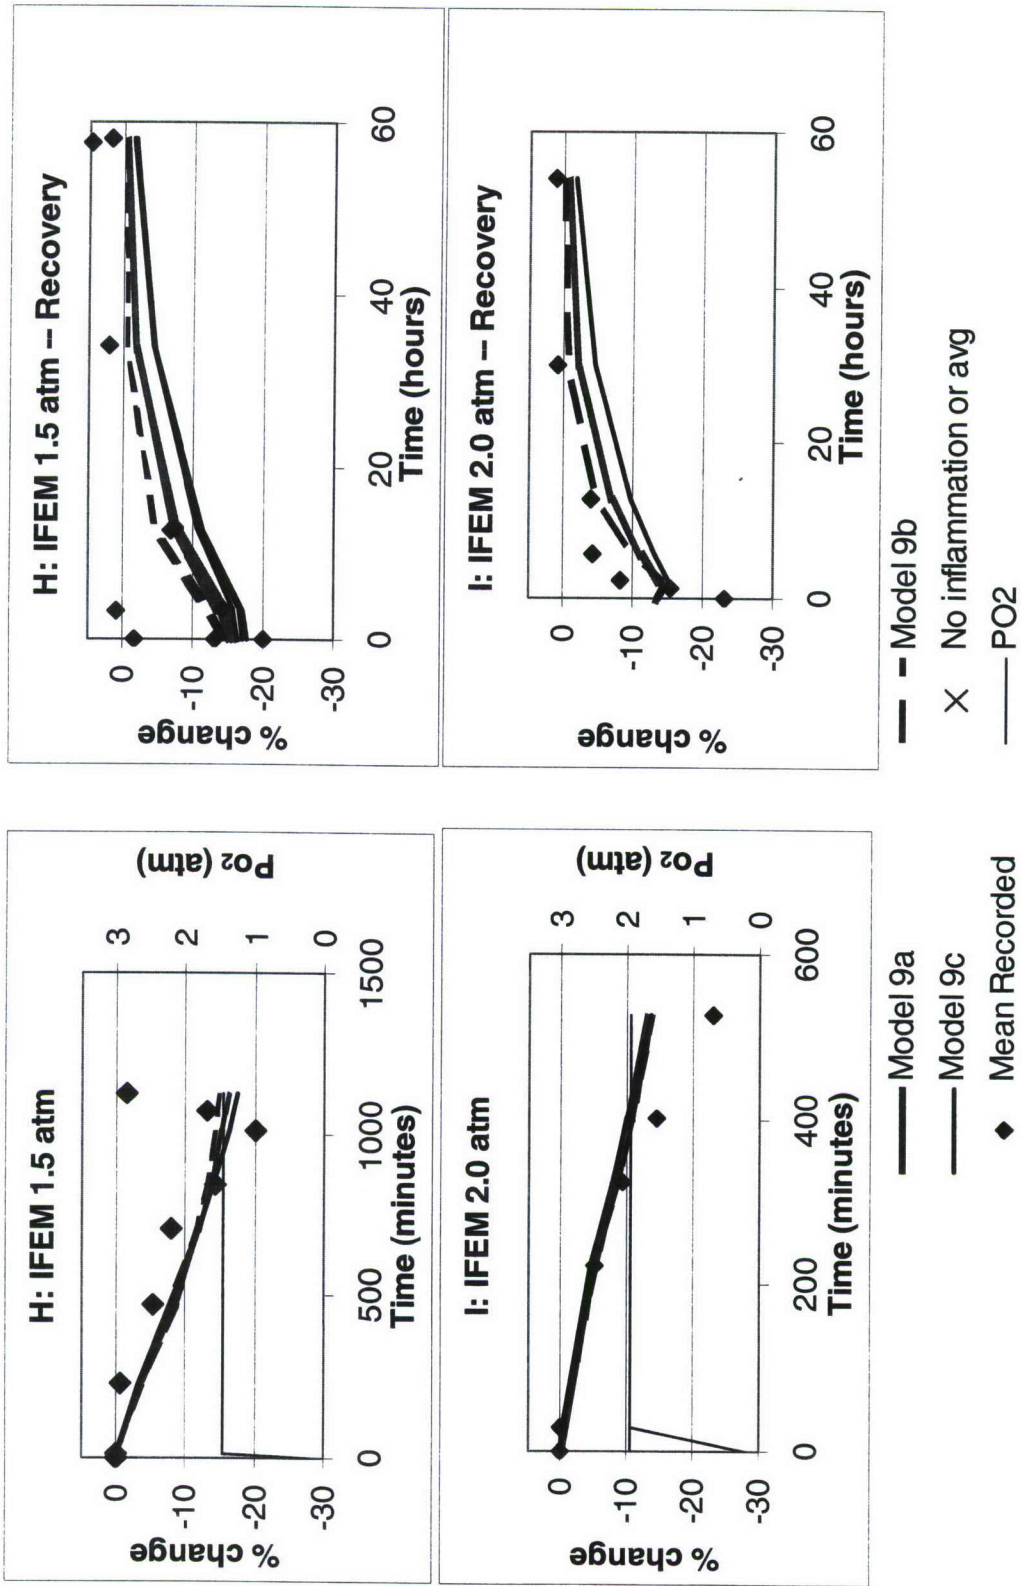 H: IFEM 1.5 atm
% change
0
-10
-20
-30
0
500
1000
1500
Time (minutes)
3
2
1
0
PO2 (atm)
H: IFEM 1.5 atm -- Recovery
% change
0
-10
-20
-30
0
20
40
60
Time (hours)
I: IFEM 2.0 atm
% change
0
-10
-20
-30
0
200
400
600
Time (minutes)
3
2
1
0
PO2 (atm)
I: IFEM 2.0 atm -- Recovery
% change
0
-10
-20
-30
0
20
40
60
Time (hours)
Model 9a
Model 9b
Model 9c
No inflammation or avg
Mean Recorded
PO2